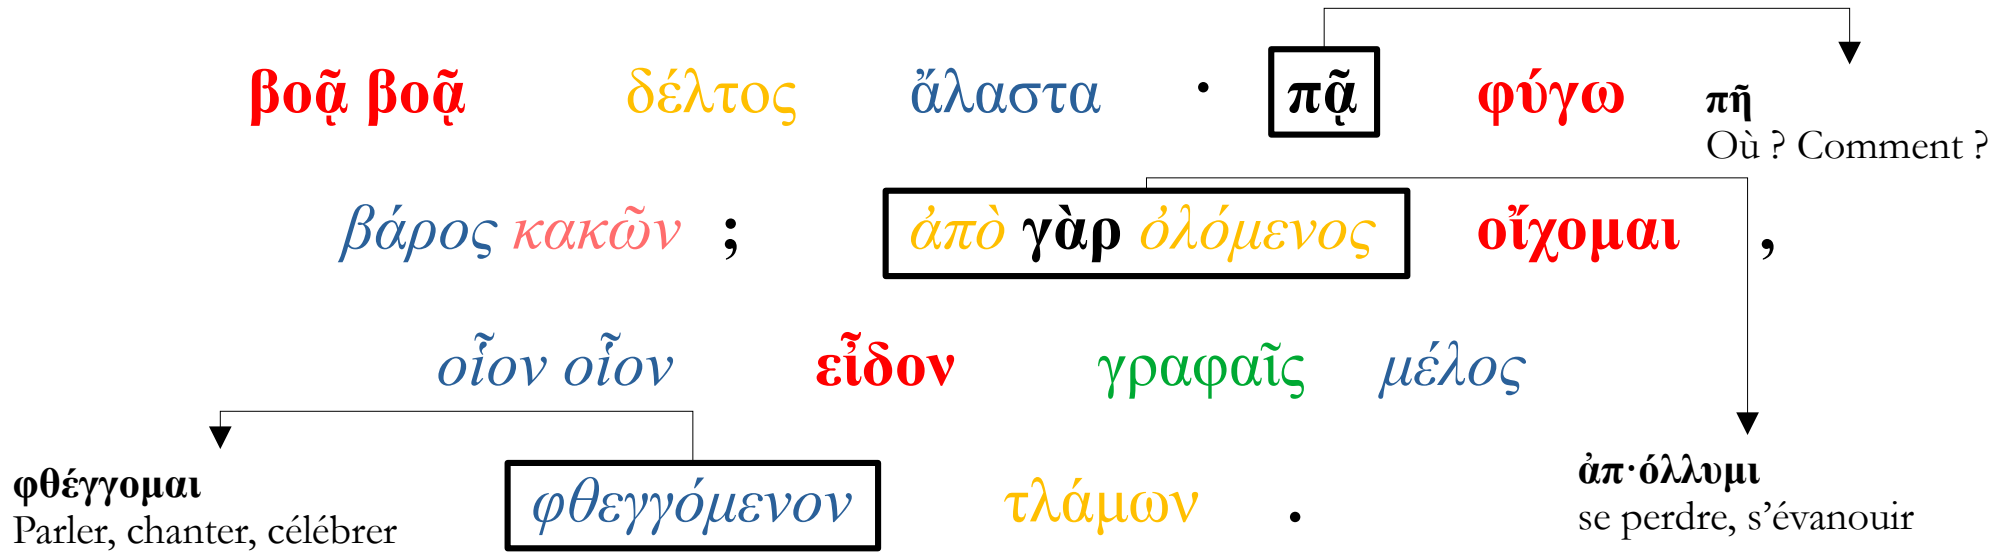 βοᾷ βοᾷ δέλτος ἄλαστα · πᾷ φύγω
πῆ
Où ? Comment ?
βάρος κακῶν ; ἀπὸ γὰρ ὀλόμενος οἴχομαι ,
οἷον οἷον εἶδον γραφαῖς μέλος
φθέγγομαι
Parler, chanter, célébrer
φθεγγόμενον τλάμων .
ἀπ·όλλυμι
se perdre, s’évanouir